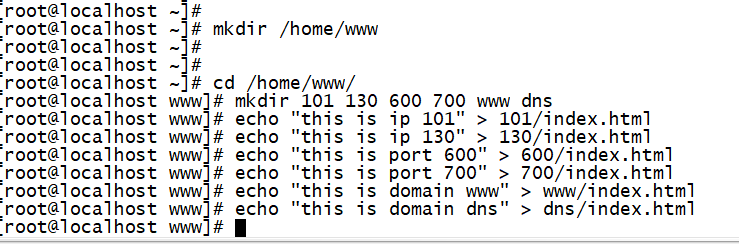 [root@localhost ~]#
[root@localhost ~]# mkdir /home/www
[root@localhost ~]#
[root@localhost ~]#
[root@localhost ~]# cd /home/www/
[root@localhost www]# mkdir 101 130 600 700 www dns
[root@localhost www]# echo "this is ip 101" > 101/index.html
[root@localhost www]# echo "this is ip 130" > 130/index.html
[root@localhost www]# echo "this is port 600" > 600/index.html
[root@localhost www]# echo "this is port 700" > 700/index.html
[root@localhost www]# echo "this is domain www" > www/index.html
[root@localhost www]# echo "this is domain dns" > dns/index.html
[root@localhost www]#